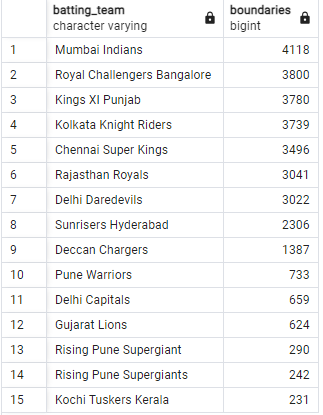 batting_team boundaries
character varying bigint
1 Mumbai Indians 4118
2 Royal Challengers Bangalore 3800
3 Kings XI Punjab 3780
4 Kolkata Knight Riders 3739
5 Chennai Super Kings 3496
6 Rajasthan Royals 3041
7 Delhi Daredevils 3022
8 Sunrisers Hyderabad 2306
9 Deccan Chargers 1387
10 Pune Warriors 733
11 Delhi Capitals 659
12 Gujarat Lions 624
13 Rising Pune Supergiant 290
14 Rising Pune Supergiants 242
15 Kochi Tuskers Kerala 231